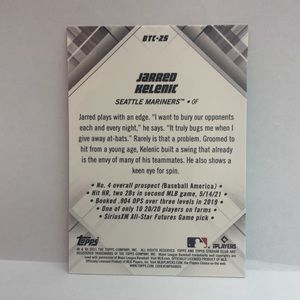 BTC-25
JARRED
KELENIC
SEATTLE MARINERS™ • OF
Jarred plays with an edge. "I want to bury our opponents
each and every night," he says. "It truly bugs me when I
give away at-bats." Rarely is that a problem. Groomed to
hit from a young age, Kelenic built a swing that already
is the envy of many of his teammates. He also shows a
keen eye for spin.
• No. 4 overall prospect (Baseball America) •
• Hit HR, two 2Bs in second MLB game, 5/14/21 •
• Booked .904 OPS over three levels in 2019 •
• One of only 10 20/20 players on farms •
• SiriusXM All-Star Futures Game pick •
Topps
PLAYERS